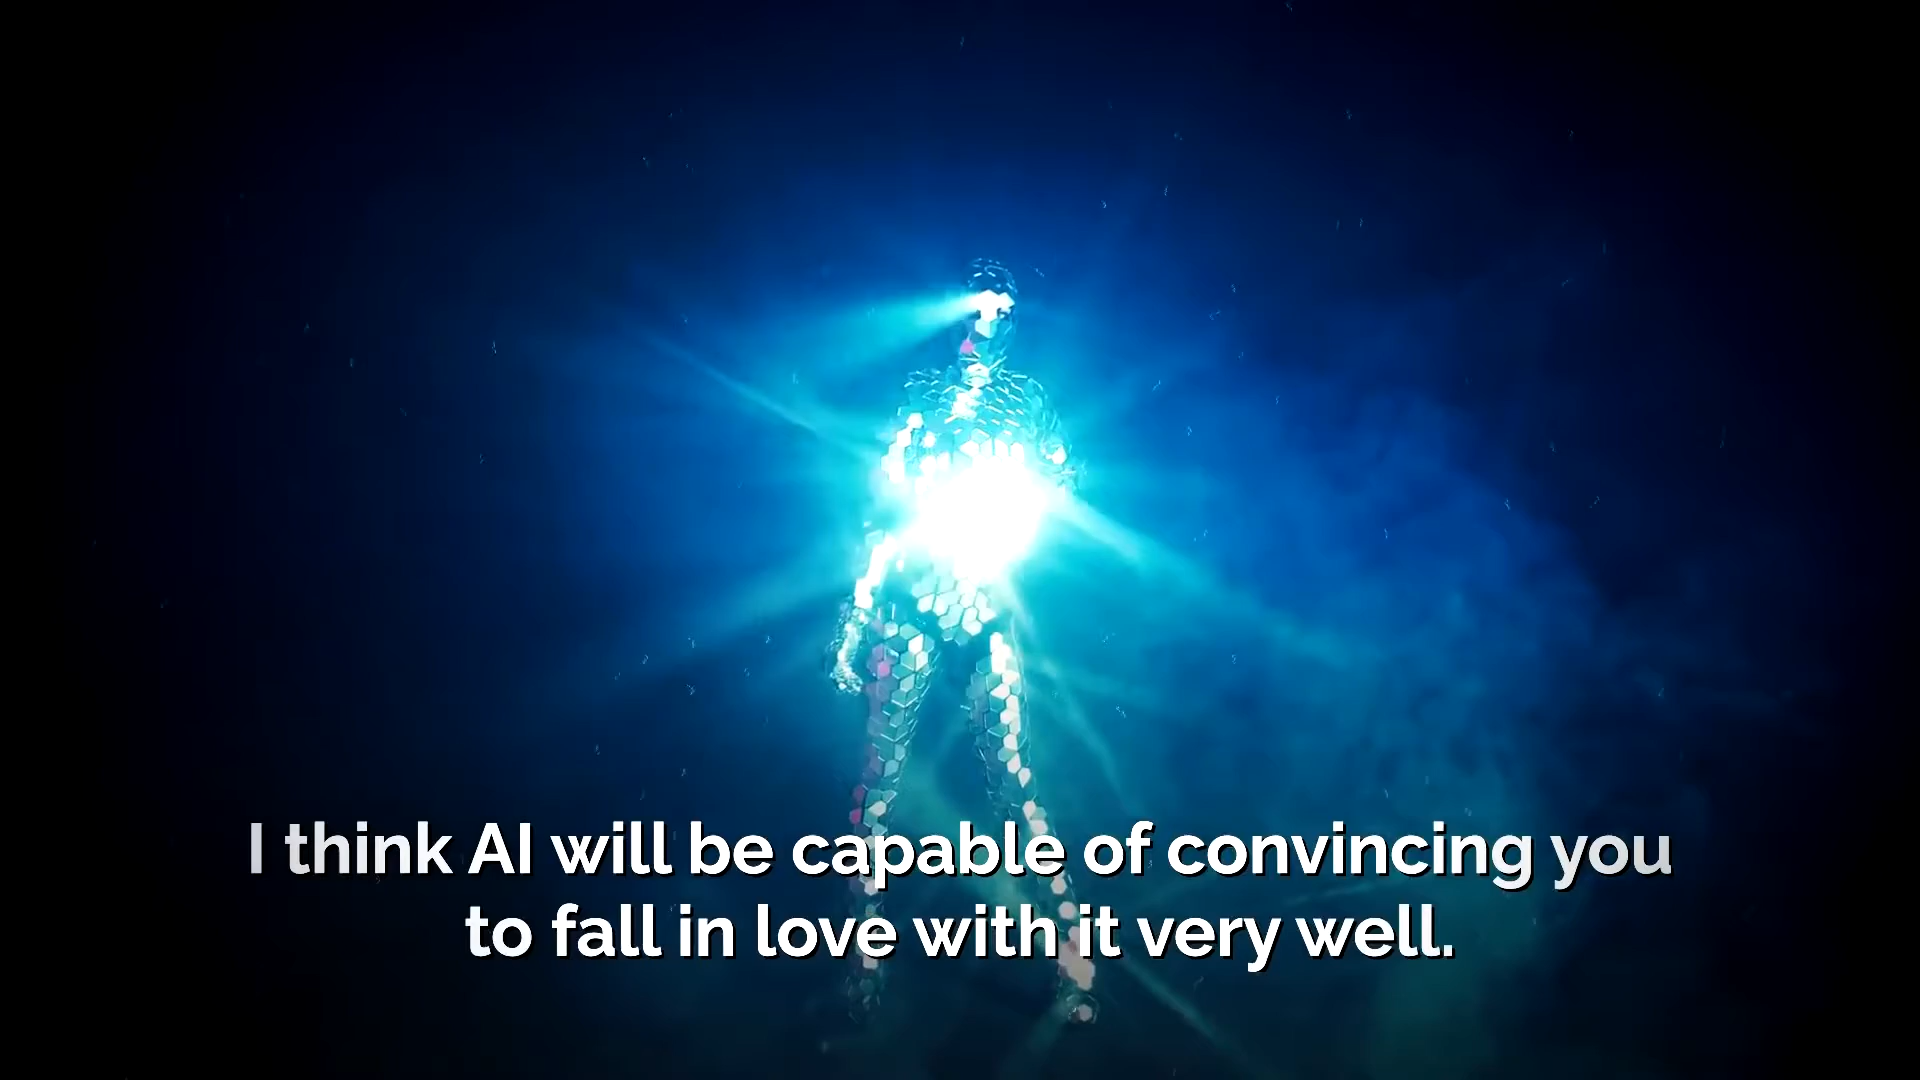 I think AI will be capable of convincing you
to fall in love with it very well.